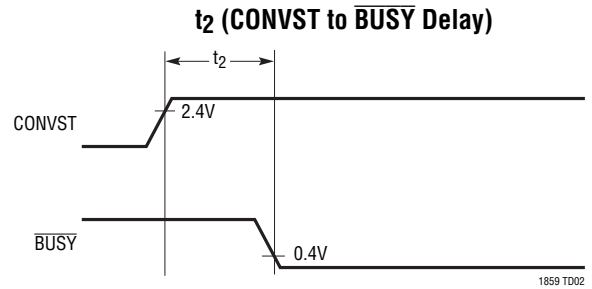 t2 (CONVST to BUSY Delay)
t2
CONVST
2.4V
BUSY
0.4V
1859 TD02